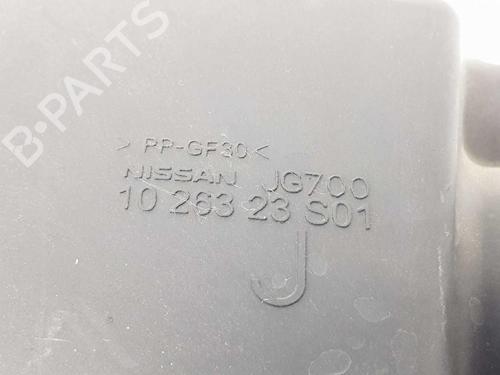 B-Parts
>PP-GF30<
NISSAN JG700
10 263 23 S01
J